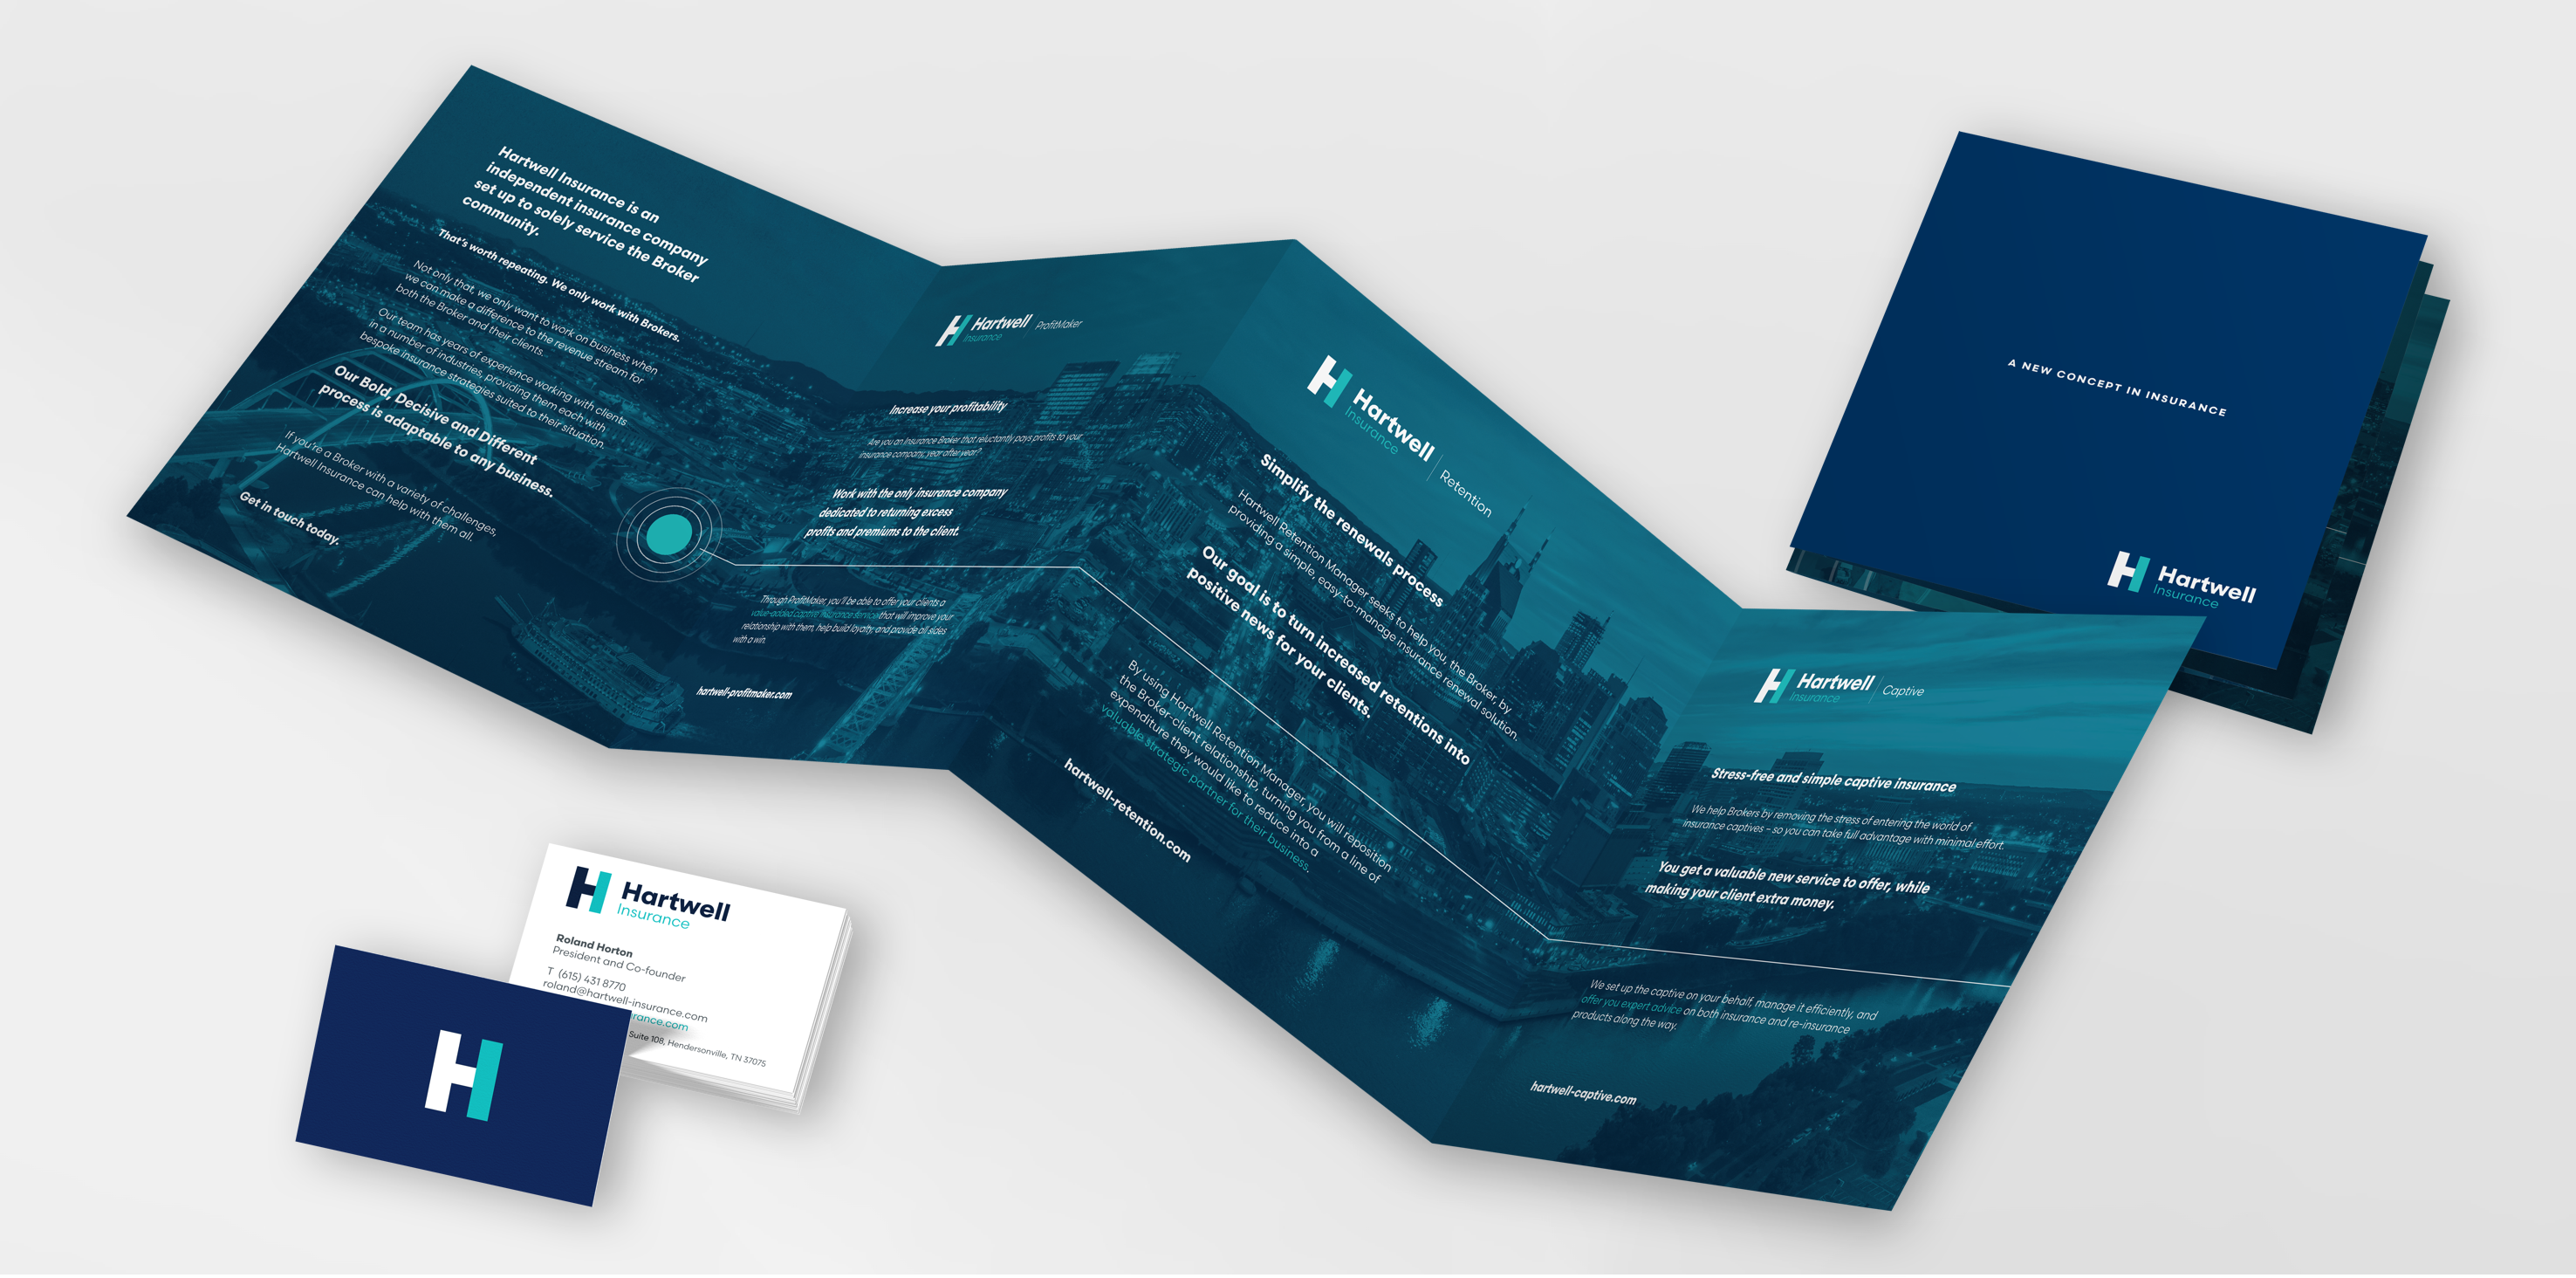 Hartwell Insurance is an
independent insurance company
set up to solely service the Broker
community.
That's worth repeating. We only work with Brokers.
Not only that, we only want to work on business when
we can make a difference to the revenue stream for
both the Broker and their clients.
Our team has years of experience working with clients
in a number of industries, providing them each with
bespoke insurance strategies suited to their situation.
Our Bold, Decisive and Different
process is adaptable to any business.
If you're a Broker with a variety of challenges,
Hartwell Insurance can help with them all.
Get in touch today.
Hartwell
Insurance
ProfitMaker
Increase your profitability
Are you an Insurance Broker that reluctantly pays profits to your
insurance company, year after year?
Work with the only insurance company
dedicated to returning excess
profits and premiums to the client.
Through ProfitMaker, you'll be able to offer your clients a
value-added captive insurance service that will improve your
relationship with them, help build loyalty, and provide all sides
with a win.
hartwell-profitmaker.com
Hartwell
Insurance
Retention
Simplify the renewals process
Hartwell Retention Manager seeks to help you, the Broker, by
providing a simple, easy-to-manage insurance renewal solution.
Our goal is to turn increased retentions into
positive news for your clients.
By using Hartwell Retention Manager, you will reposition
the Broker-client relationship, turning you from a line of
expenditure they would like to reduce into a
valuable strategic partner for their business.
hartwell-retention.com
Hartwell
Insurance
Captive
Stress-free and simple captive insurance
We help Brokers by removing the stress of entering the world of
insurance captives – so you can take full advantage with minimal effort.
You get a valuable new service to offer, while
making your client extra money.
We set up the captive on your behalf, manage it efficiently, and
offer you expert advice on both insurance and re-insurance
products along the way.
hartwell-captive.com
A NEW CONCEPT IN INSURANCE
Hartwell
Insurance
Hartwell
Insurance
Roland Horton
President and Co-founder
T (615) 431 8770
roland@hartwell-insurance.com
rance.com
Suite 108, Hendersonville, TN 37075